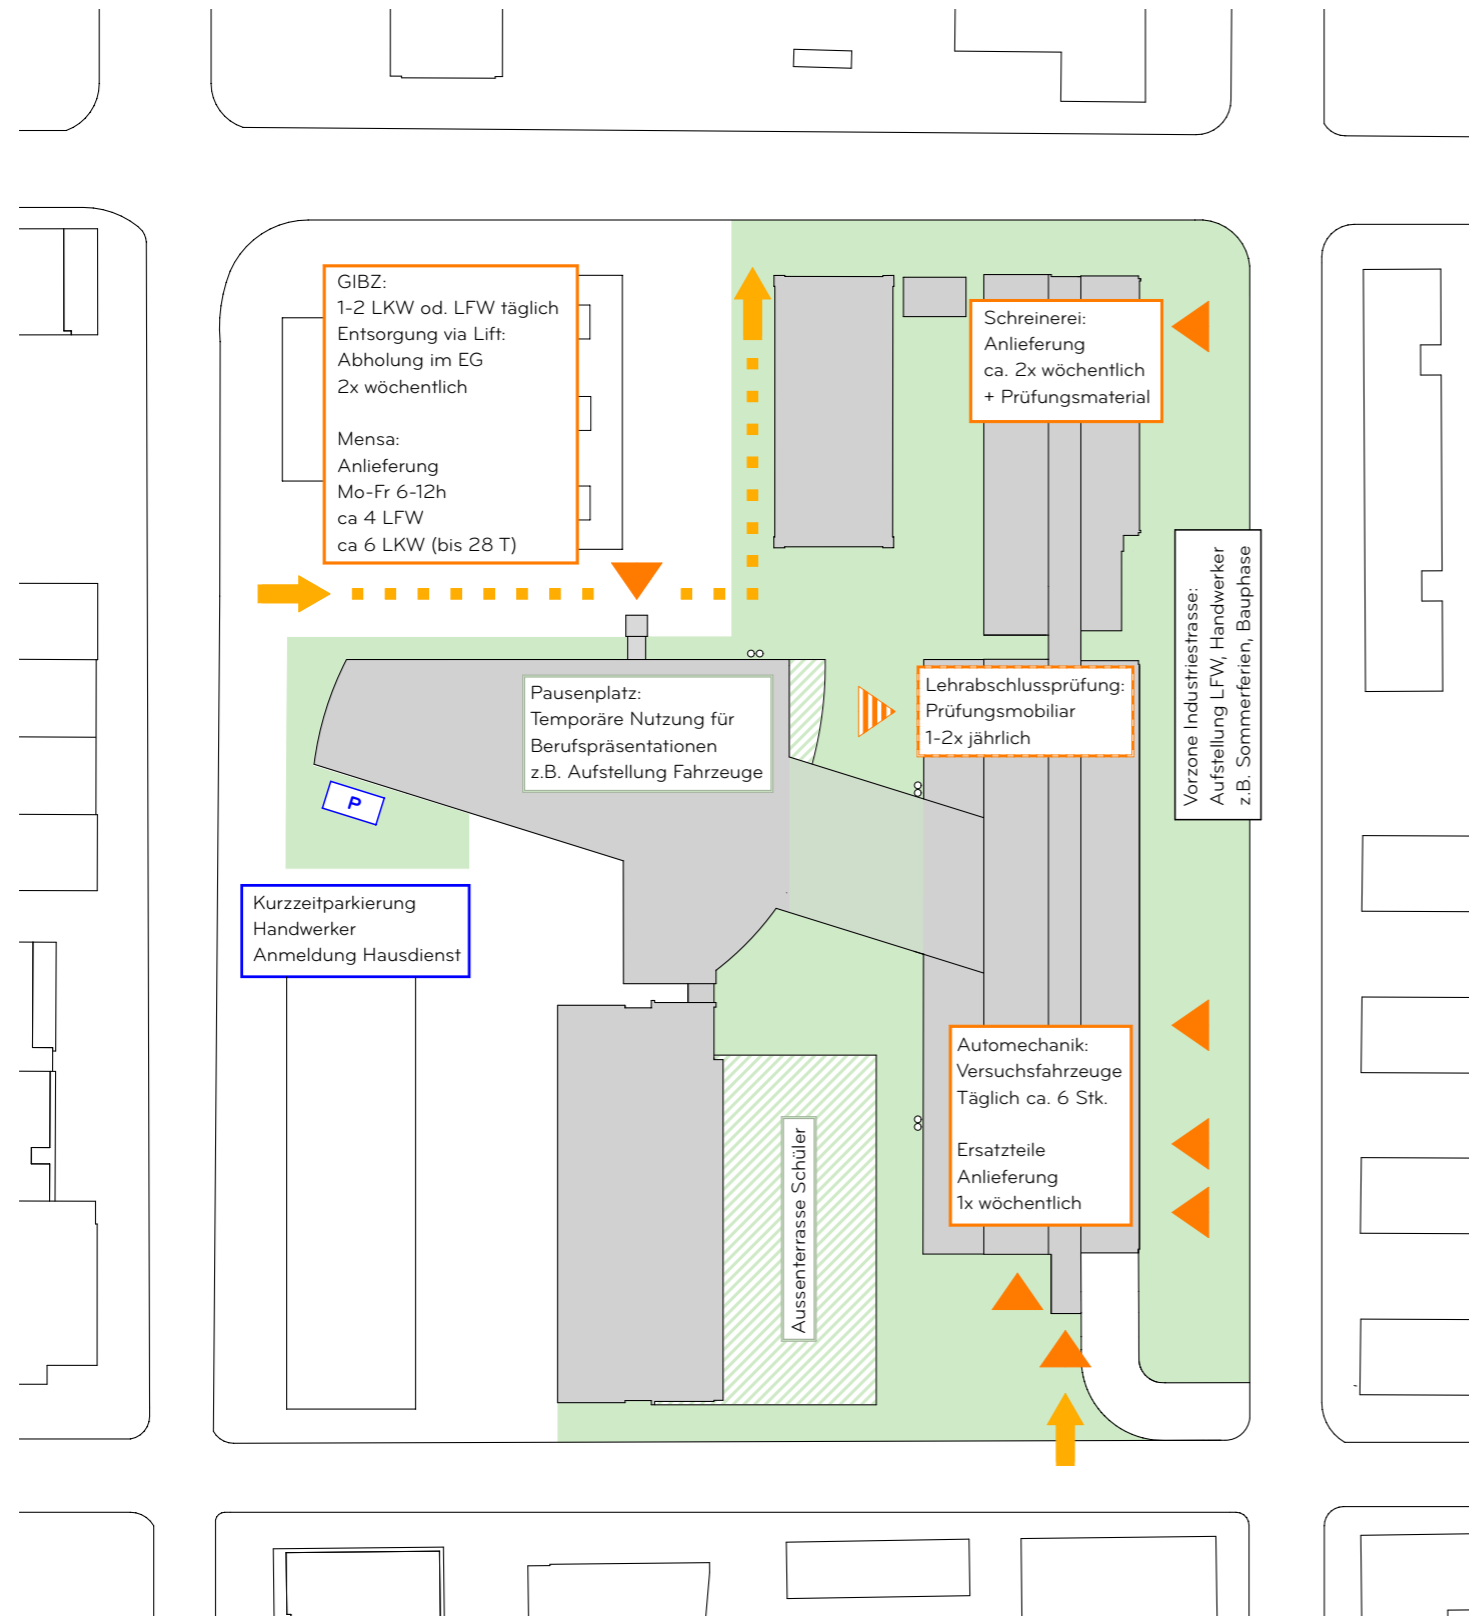 GIBZ:
1-2 LKW od. LFW täglich
Entsorgung via Lift:
Abholung im EG
2x wöchentlich
Mensa:
Anlieferung
Mo-Fr 6-12h
ca 4 LFW
ca 6 LKW (bis 28 T)
Schreinerei:
Anlieferung
ca. 2x wöchentlich
+ Prüfungsmaterial
Vorzone Industriestrasse:
Aufstellung LFW, Handwerker
z.B. Sommerferien, Bauphase
Pausenplatz:
Temporäre Nutzung für
Berufspräsentationen
z.B. Aufstellung Fahrzeuge
Lehrabschlussprüfung:
Prüfungsmobiliar
1-2x jährlich
P
Kurzzeitparkierung
Handwerker
Anmeldung Hausdienst
Automechanik:
Versuchsfahrzeuge
Täglich ca. 6 Stk.
Ersatzteile
Anlieferung
1x wöchentlich
Aussenterrasse Schüler